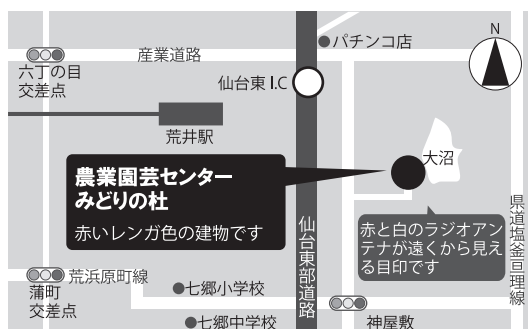 パチンコ店
N
産業道路
六丁の目
交差点
仙台東 I.C
荒井駅
大沼
農業園芸センター
みどりの杜
赤いレンガ色の建物です
赤と白のラジオアン
テナが遠くから見え
る目印です
仙台東部道路
県道塩釜亘理線
荒浜原町線
蒲町
交差点
七郷小学校
七郷中学校
神屋敷